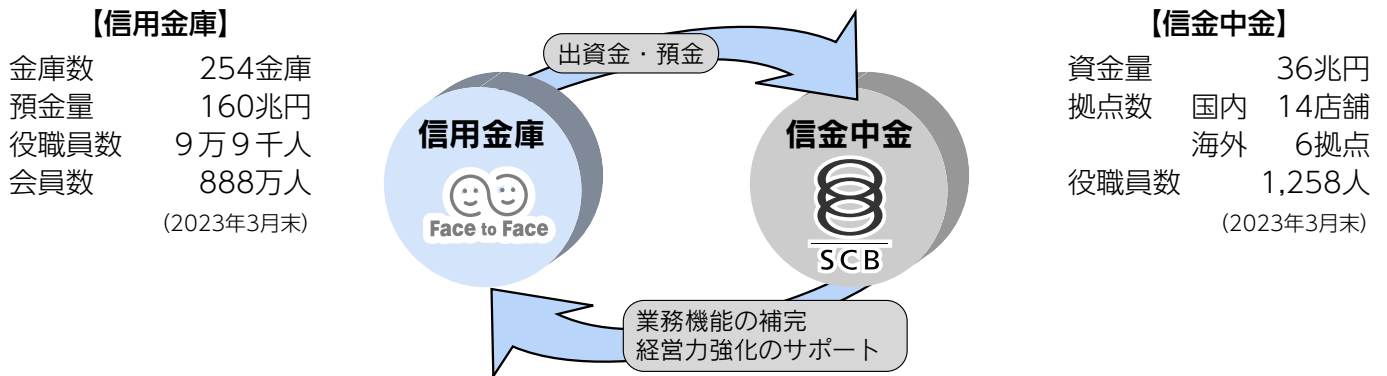 【信用金庫】
金庫数 254金庫
預金量 160兆円
役職員数 9万9千人
会員数 888万人
(2023年3月末)
出資金・預金
信用金庫
Face to Face
信金中金
SCB
業務機能の補完
経営力強化のサポート
【信金中金】
資金量 36兆円
拠点数 国内 14店舗
海外 6拠点
役職員数 1,258人
(2023年3月末)